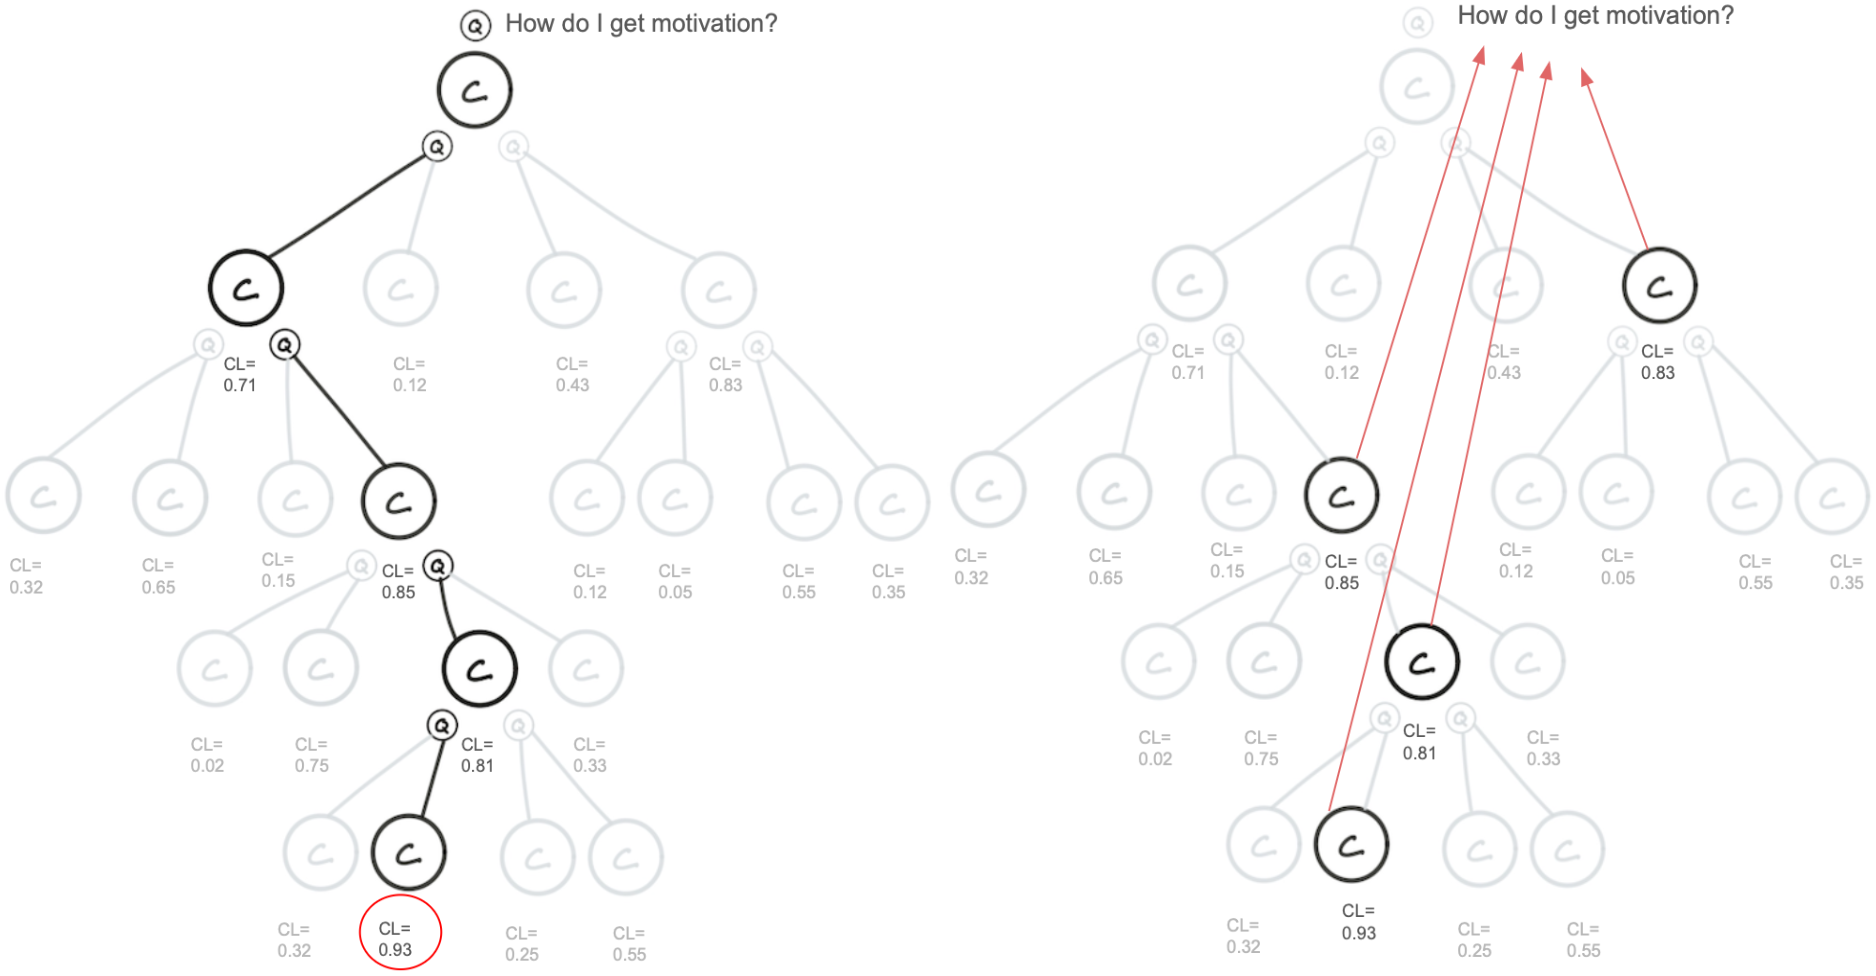 Q How do I get motivation?
C
Q Q
C C C C
Q CL= 0.71 Q CL= 0.12 CL= 0.43 Q CL= 0.83 Q
C C C C C C C C
CL= 0.32 CL= 0.65 CL= 0.15 Q CL= 0.85 Q CL= 0.12 CL= 0.05 CL= 0.55 CL= 0.35
C C C C
CL= 0.02 CL= 0.75 Q CL= 0.81 Q CL= 0.33
C C C C
CL= 0.32 CL= 0.93 CL= 0.25 CL= 0.55
Q How do I get motivation?
C
Q Q
C C C C
Q CL= 0.71 Q CL= 0.12 CL= 0.43 Q CL= 0.83 Q
C C C C C C C C
CL= 0.32 CL= 0.65 CL= 0.15 Q CL= 0.85 Q CL= 0.12 CL= 0.05 CL= 0.55 CL= 0.35
C C C C
CL= 0.02 CL= 0.75 Q CL= 0.81 Q CL= 0.33
C C C C
CL= 0.32 CL= 0.93 CL= 0.25 CL= 0.55